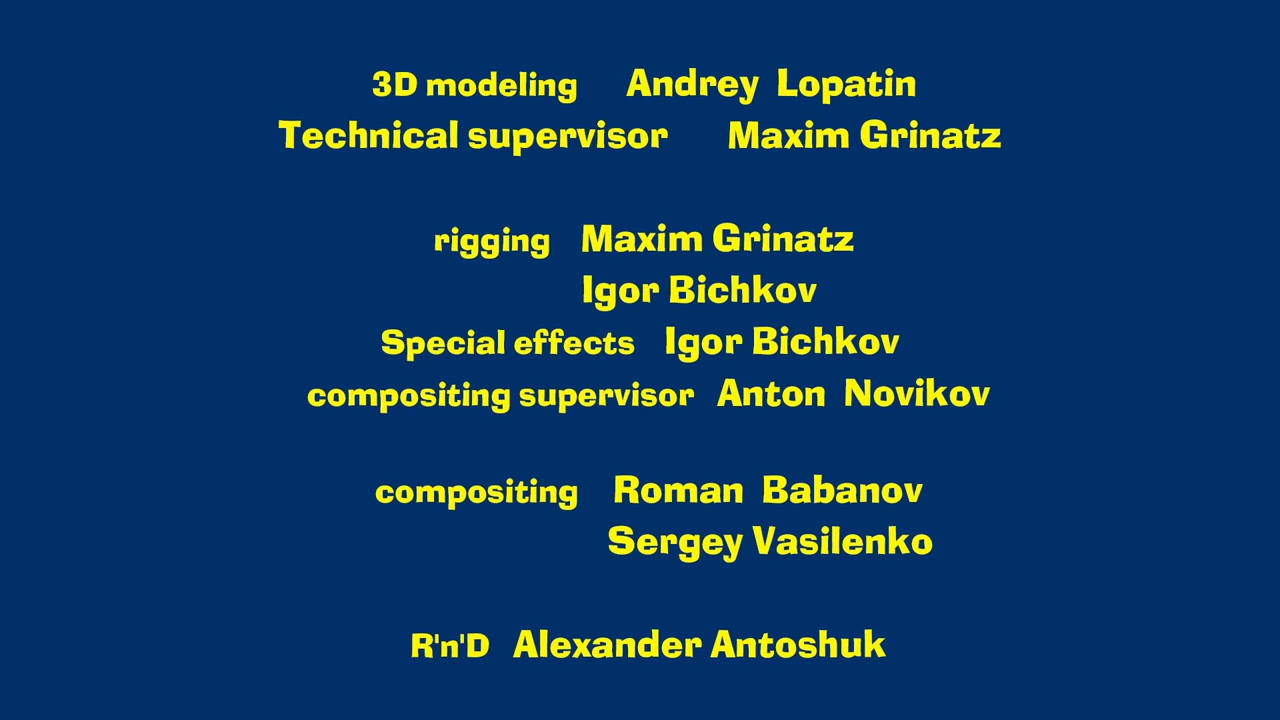 3D modeling Andrey Lopatin
Technical supervisor Maxim Grinatz
rigging Maxim Grinatz
Igor Bichkov
Special effects Igor Bichkov
compositing supervisor Anton Novikov
compositing Roman Babanov
Sergey Vasilenko
R'n'D Alexander Antoshuk